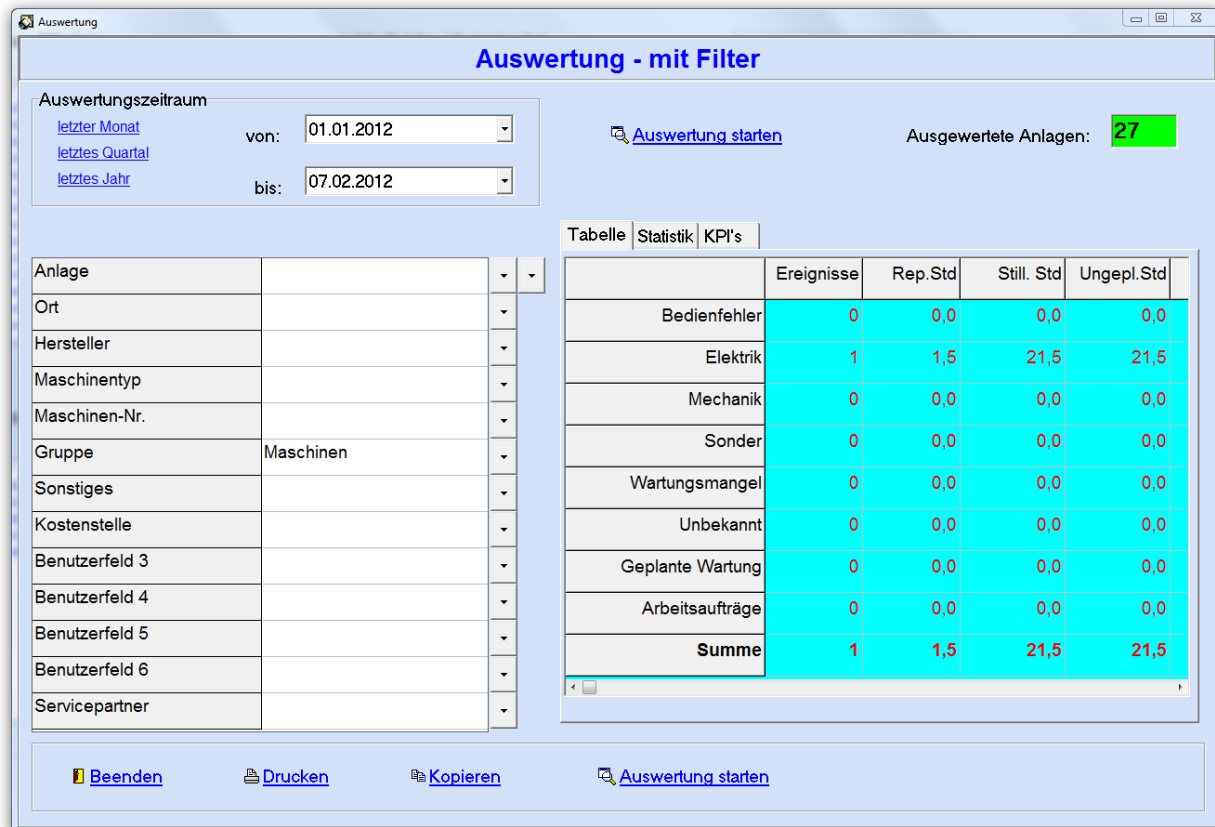 Auswertung
Auswertung - mit Filter
Auswertungszeitraum
letzter Monat
letztes Quartal
letztes Jahr
von: 01.01.2012
bis: 07.02.2012
Auswertung starten
Ausgewertete Anlagen: 27
Anlage
Ort
Hersteller
Maschinentyp
Maschinen-Nr.
Gruppe Maschinen
Sonstiges
Kostenstelle
Benutzerfeld 3
Benutzerfeld 4
Benutzerfeld 5
Benutzerfeld 6
Servicepartner
Tabelle Statistik KPI's
Ereignisse Rep.Std Still. Std Ungepl.Std
Bedienfehler 0 0,0 0,0 0,0
Elektrik 1 1,5 21,5 21,5
Mechanik 0 0,0 0,0 0,0
Sonder 0 0,0 0,0 0,0
Wartungsmangel 0 0,0 0,0 0,0
Unbekannt 0 0,0 0,0 0,0
Geplante Wartung 0 0,0 0,0 0,0
Arbeitsaufträge 0 0,0 0,0 0,0
Summe 1 1,5 21,5 21,5
Beenden Drucken Kopieren Auswertung starten